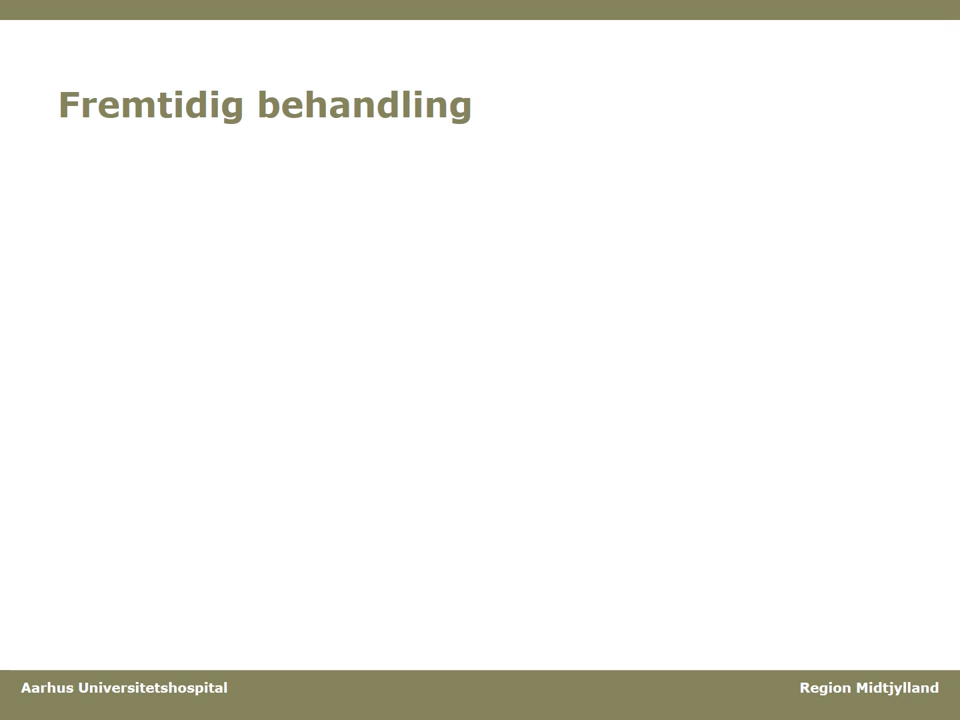 Fremtidig behandling
Aarhus Universitetshospital
Region Midtjylland